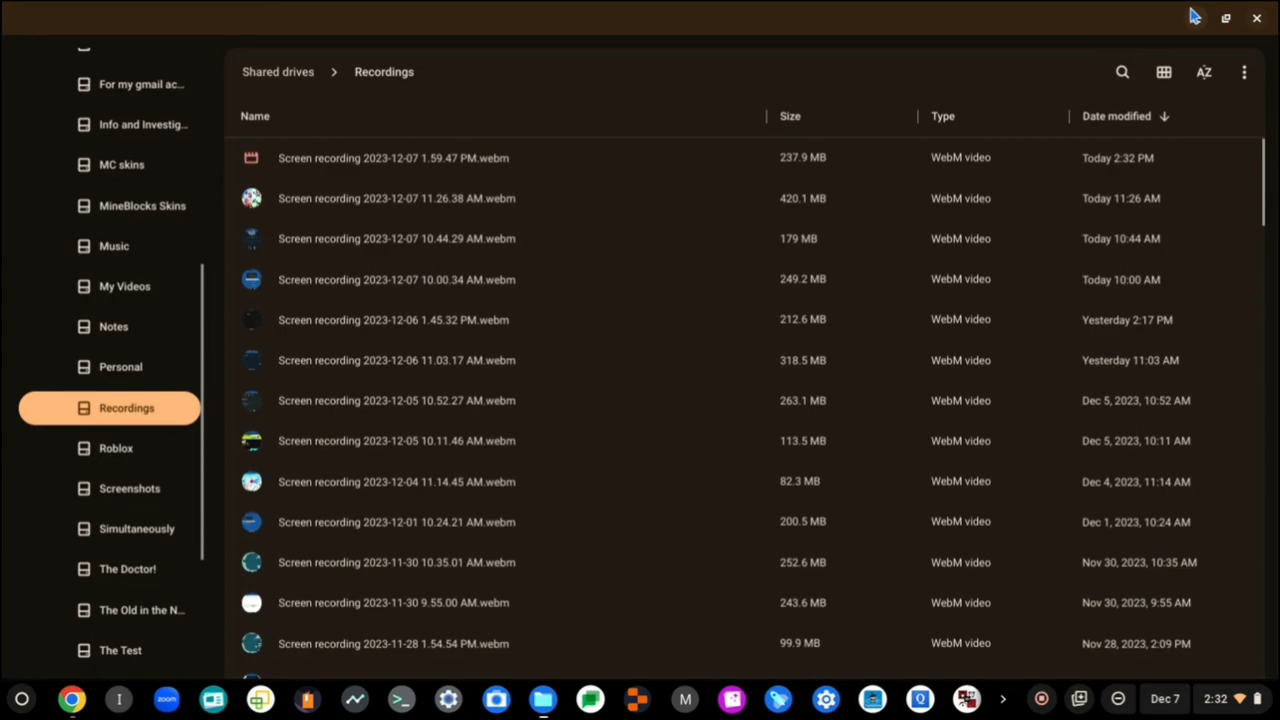 Shared drives > Recordings
Name Size Type Date modified
For my gmail ac...
Info and Investig...
MC skins
MineBlocks Skins
Music
My Videos
Notes
Personal
Recordings
Roblox
Screenshots
Simultaneously
The Doctor!
The Old in the N...
The Test
Screen recording 2023-12-07 1.59.47 PM.webm 237.9 MB WebM video Today 2:32 PM
Screen recording 2023-12-07 11.26.38 AM.webm 420.1 MB WebM video Today 11:26 AM
Screen recording 2023-12-07 10.44.29 AM.webm 179 MB WebM video Today 10:44 AM
Screen recording 2023-12-07 10.00.34 AM.webm 249.2 MB WebM video Today 10:00 AM
Screen recording 2023-12-06 1.45.32 PM.webm 212.6 MB WebM video Yesterday 2:17 PM
Screen recording 2023-12-06 11.03.17 AM.webm 318.5 MB WebM video Yesterday 11:03 AM
Screen recording 2023-12-05 10.52.27 AM.webm 263.1 MB WebM video Dec 5, 2023, 10:52 AM
Screen recording 2023-12-05 10.11.46 AM.webm 113.5 MB WebM video Dec 5, 2023, 10:11 AM
Screen recording 2023-12-04 11.14.45 AM.webm 82.3 MB WebM video Dec 4, 2023, 11:14 AM
Screen recording 2023-12-01 10.24.21 AM.webm 200.5 MB WebM video Dec 1, 2023, 10:24 AM
Screen recording 2023-11-30 10.35.01 AM.webm 252.6 MB WebM video Nov 30, 2023, 10:35 AM
Screen recording 2023-11-30 9.55.00 AM.webm 243.6 MB WebM video Nov 30, 2023, 9:55 AM
Screen recording 2023-11-28 1.54.54 PM.webm 99.9 MB WebM video Nov 28, 2023, 2:09 PM
I zoom M Q Dec 7 2:32